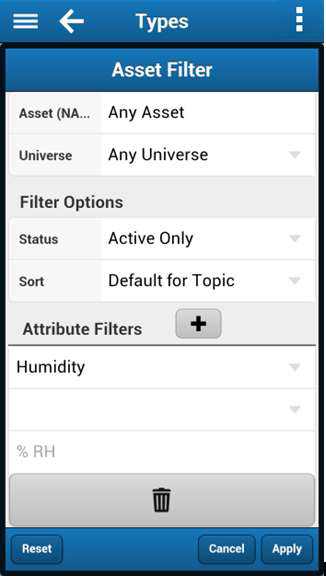 Types
Asset Filter
Asset (NA... Any Asset
Universe Any Universe
Filter Options
Status Active Only
Sort Default for Topic
Attribute Filters
Humidity
% RH
Reset Cancel Apply